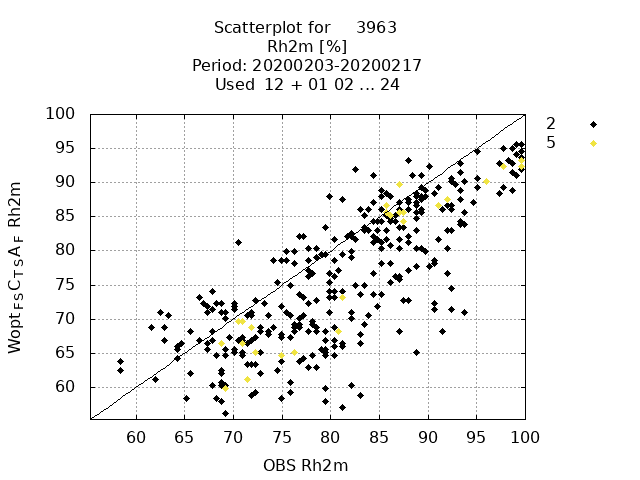 Scatterplot for 3963
Rh2m [%]
Period: 20200203-20200217
Used 12 + 01 02 ... 24
100
95
90
85
80
75
70
65
60
60 65 70 75 80 85 90 95 100
Wopt FS C T S A F Rh2m
OBS Rh2m
2
5